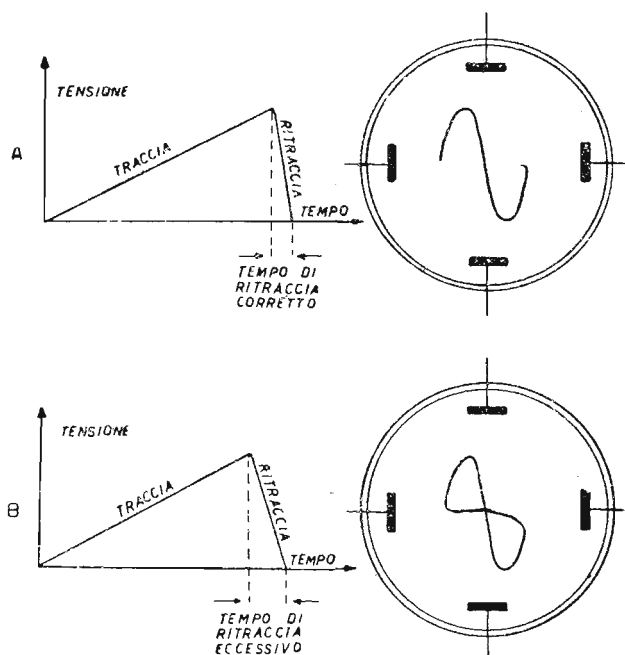 A
TENSIONE
TRACCIA
RITRACCIA
TEMPO
TEMPO DI
RITRACCIA
CORRETTO
B
TENSIONE
TRACCIA
RITRACCIA
TEMPO
TEMPO DI
RITRACCIA
ECCESSIVO